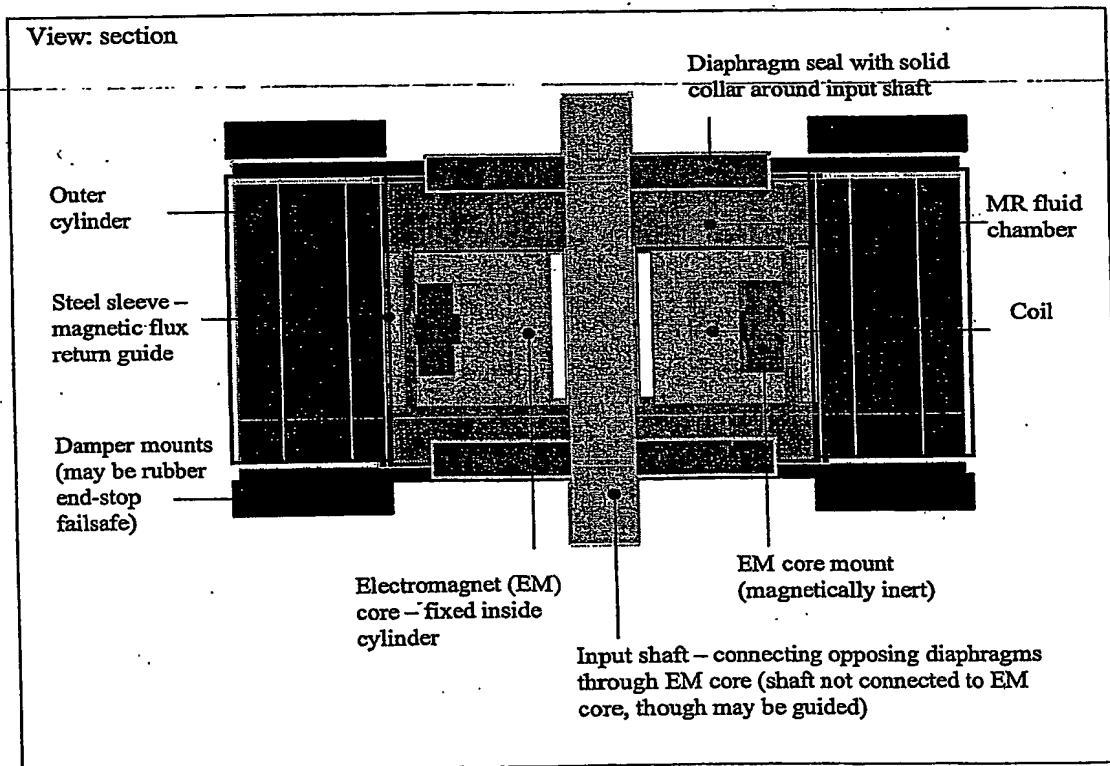 View: section
Diaphragm seal with solid
collar around input shaft
Outer
cylinder
MR fluid
chamber
Steel sleeve –
magnetic flux
return guide
Coil
Damper mounts
(may be rubber
end-stop
failsafe)
Electromagnet (EM)
core – fixed inside
cylinder
EM core mount
(magnetically inert)
Input shaft – connecting opposing diaphragms
through EM core (shaft not connected to EM
core, though may be guided)